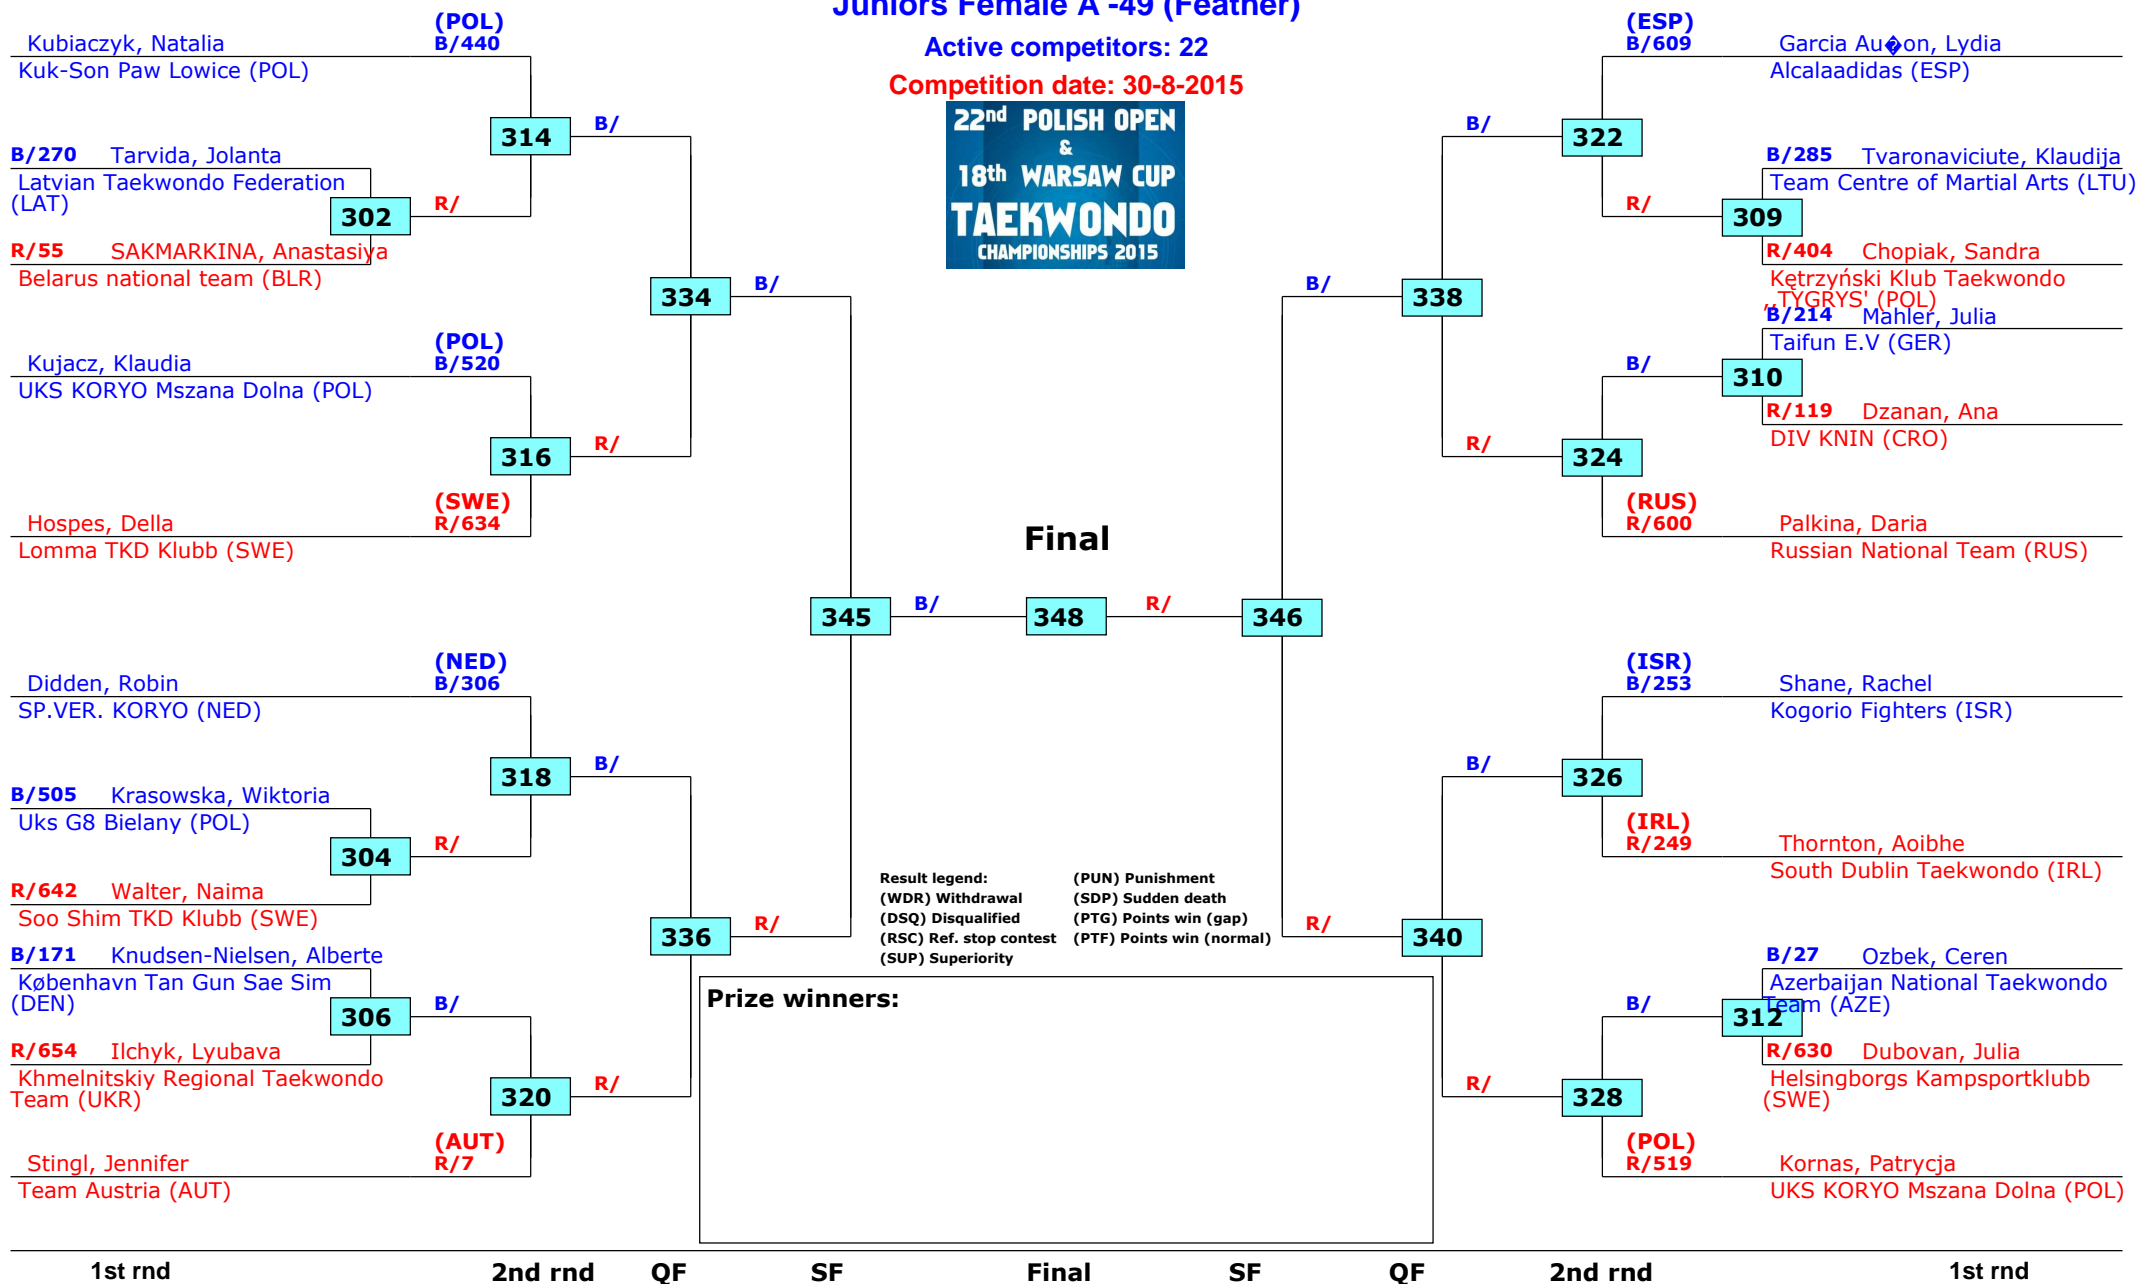 Juniors Female A -49 (Feather)
Active competitors: 22
Competition date: 30-8-2015
22nd POLISH OPEN
&
18th WARSAW CUP
TAEKWONDO
CHAMPIONSHIPS 2015
(POL)
Kubiaczyk, Natalia B/440
Kuk-Son Paw Lowice (POL)
314
B/
B/270 Tarvida, Jolanta
Latvian Taekwondo Federation
(LAT)
302
R/
R/55 SAKMARKINA, Anastasiya
Belarus national team (BLR)
334
B/
(POL)
Kujacz, Klaudia B/520
UKS KORYO Mszana Dolna (POL)
316
R/
(SWE)
Hospes, Della R/634
Lomma TKD Klubb (SWE)
345
B/
(NED)
Didden, Robin B/306
SP.VER. KORYO (NED)
318
B/
B/505 Krasowska, Wiktoria
Uks G8 Bielany (POL)
304
R/
R/642 Walter, Naima
Soo Shim TKD Klubb (SWE)
336
R/
B/171 Knudsen-Nielsen, Alberte
København Tan Gun Sae Sim
(DEN)
306
B/
R/654 Ilchyk, Lyubava
Khmelnitskiy Regional Taekwondo
Team (UKR)
320
R/
(AUT)
Stingl, Jennifer R/7
Team Austria (AUT)
Final
348
R/
346
(ESP)
B/609 Garcia Au�on, Lydia
Alcalaadidas (ESP)
B/
322
B/285 Tvaronaviciute, Klaudija
Team Centre of Martial Arts (LTU)
R/
309
R/404 Chopiak, Sandra
Kętrzyński Klub Taekwondo
,,TYGRYS' (POL)
B/
338
B/214 Mahler, Julia
Taifun E.V (GER)
B/
310
R/119 Dzanan, Ana
DIV KNIN (CRO)
R/
324
(RUS)
R/600 Palkina, Daria
Russian National Team (RUS)
(ISR)
B/253 Shane, Rachel
Kogorio Fighters (ISR)
B/
326
(IRL)
R/249 Thornton, Aoibhe
South Dublin Taekwondo (IRL)
R/
340
B/27 Ozbek, Ceren
Azerbaijan National Taekwondo
Team (AZE)
B/
312
R/630 Dubovan, Julia
Helsingborgs Kampsportklubb
(SWE)
R/
328
(POL)
R/519 Kornas, Patrycja
UKS KORYO Mszana Dolna (POL)
Result legend: (PUN) Punishment
(WDR) Withdrawal (SDP) Sudden death
(DSQ) Disqualified (PTG) Points win (gap)
(RSC) Ref. stop contest (PTF) Points win (normal)
(SUP) Superiority
Prize winners:
1st rnd 2nd rnd QF SF Final SF QF 2nd rnd 1st rnd